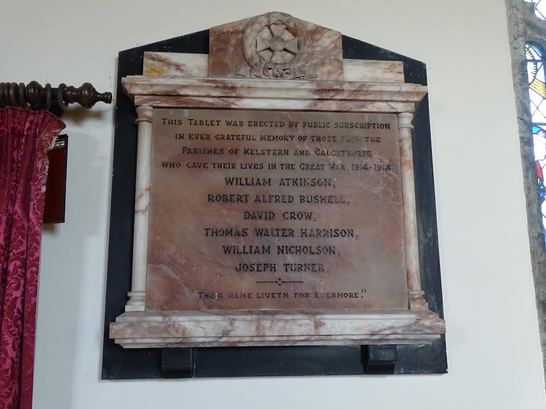 THIS TABLET WAS ERECTED BY PUBLIC SUBSCRIPTION
IN EVER GRATEFUL MEMORY OF THOSE FROM THE
PARISHES OF KELSTERN AND CALCETHORPE
WHO GAVE THEIR LIVES IN THE GREAT WAR 1914-1918
WILLIAM ATKINSON,
ROBERT ALFRED BUSHELL,
DAVID CROW,
THOMAS WALTER HARRISON,
WILLIAM NICHOLSON,
JOSEPH TURNER.
"THEIR NAME LIVETH FOR EVERMORE."